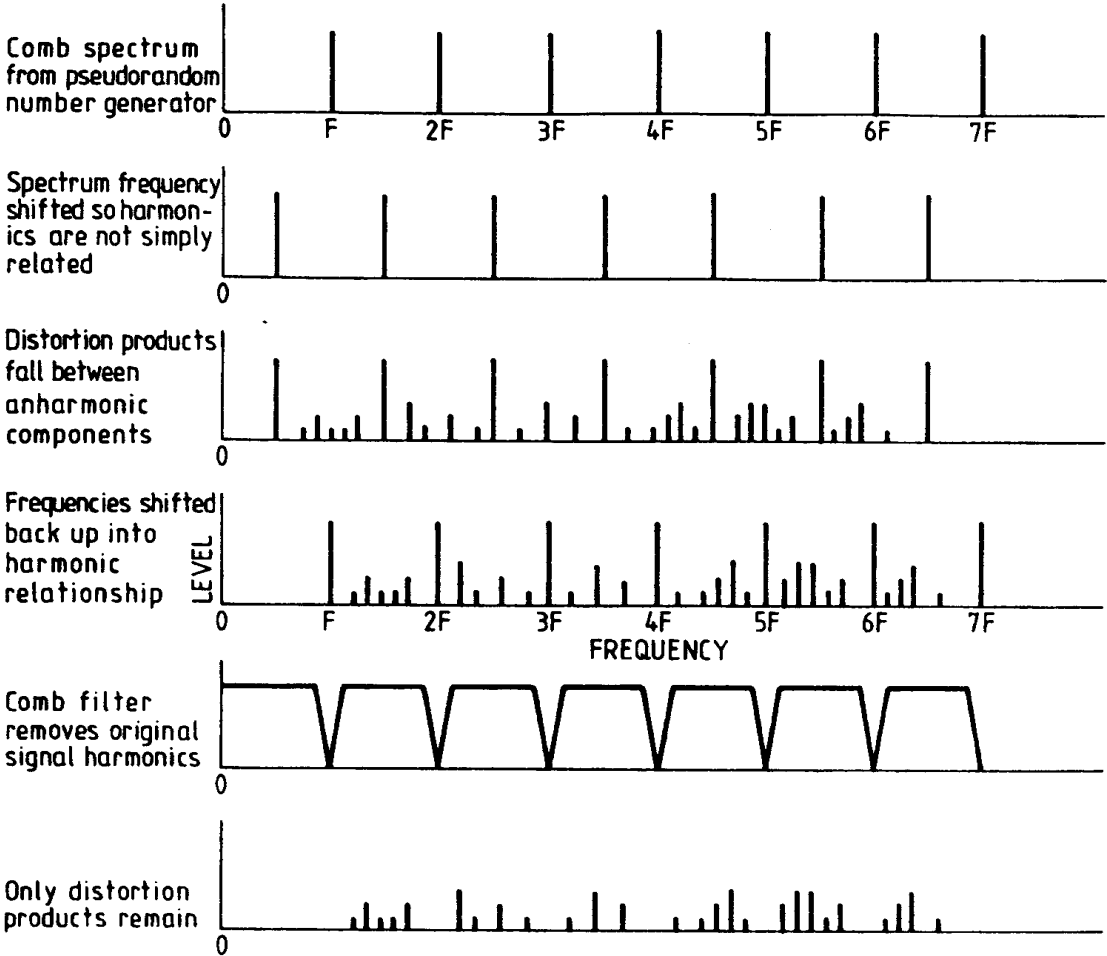 Comb spectrum
from pseudorandom
number generator
0 F 2F 3F 4F 5F 6F 7F
Spectrum frequency
shifted so harmon-
ics are not simply
related
0
Distortion products
fall between
anharmonic
components
0
Frequencies shifted
back up into
harmonic
relationship
LEVEL
0 F 2F 3F 4F 5F 6F 7F
FREQUENCY
Comb filter
removes original
signal harmonics
0
Only distortion
products remain
0